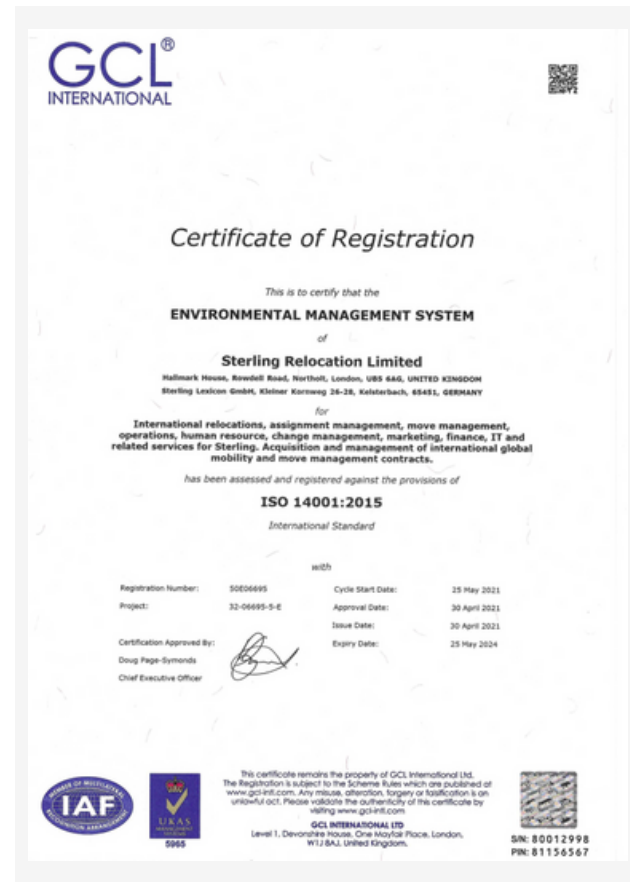 GCL®
INTERNATIONAL
Certificate of Registration
This is to certify that the
ENVIRONMENTAL MANAGEMENT SYSTEM
of
Sterling Relocation Limited
Hallmark House, Rowdell Road, Northolt, London, UB5 6AG, UNITED KINGDOM
Sterling Lexicon GmbH, Kleiner Kornweg 26-28, Kelsterbach, 65451, GERMANY
for
International relocations, assignment management, move management,
operations, human resource, change management, marketing, finance, IT and
related services for Sterling. Acquisition and management of international global
mobility and move management contracts.
has been assessed and registered against the provisions of
ISO 14001:2015
International Standard
with
Registration Number: 50E06695 Cycle Start Date: 25 May 2021
Project: 32-06695-5-E Approval Date: 30 April 2021
Issue Date: 30 April 2021
Certification Approved By: Expiry Date: 25 May 2024
Doug Page-Symonds
Chief Executive Officer
MEMBER OF MULTILATERAL
IAF
RECOGNITION ARRANGEMENT
UKAS
MANAGEMENT
SYSTEMS
5965
This certificate remains the property of GCL International Ltd.
The Registration is subject to the Scheme Rules which are published at
www.gcl-intl.com. Any misuse, alteration, forgery or falsification is an
unlawful act. Please validate the authenticity of this certificate by
visiting www.gcl-intl.com
GCL INTERNATIONAL LTD
Level 1, Devonshire House, One Mayfair Place, London,
W1J 8AJ, United Kingdom.
S/N: 80012998
PIN: 81156567